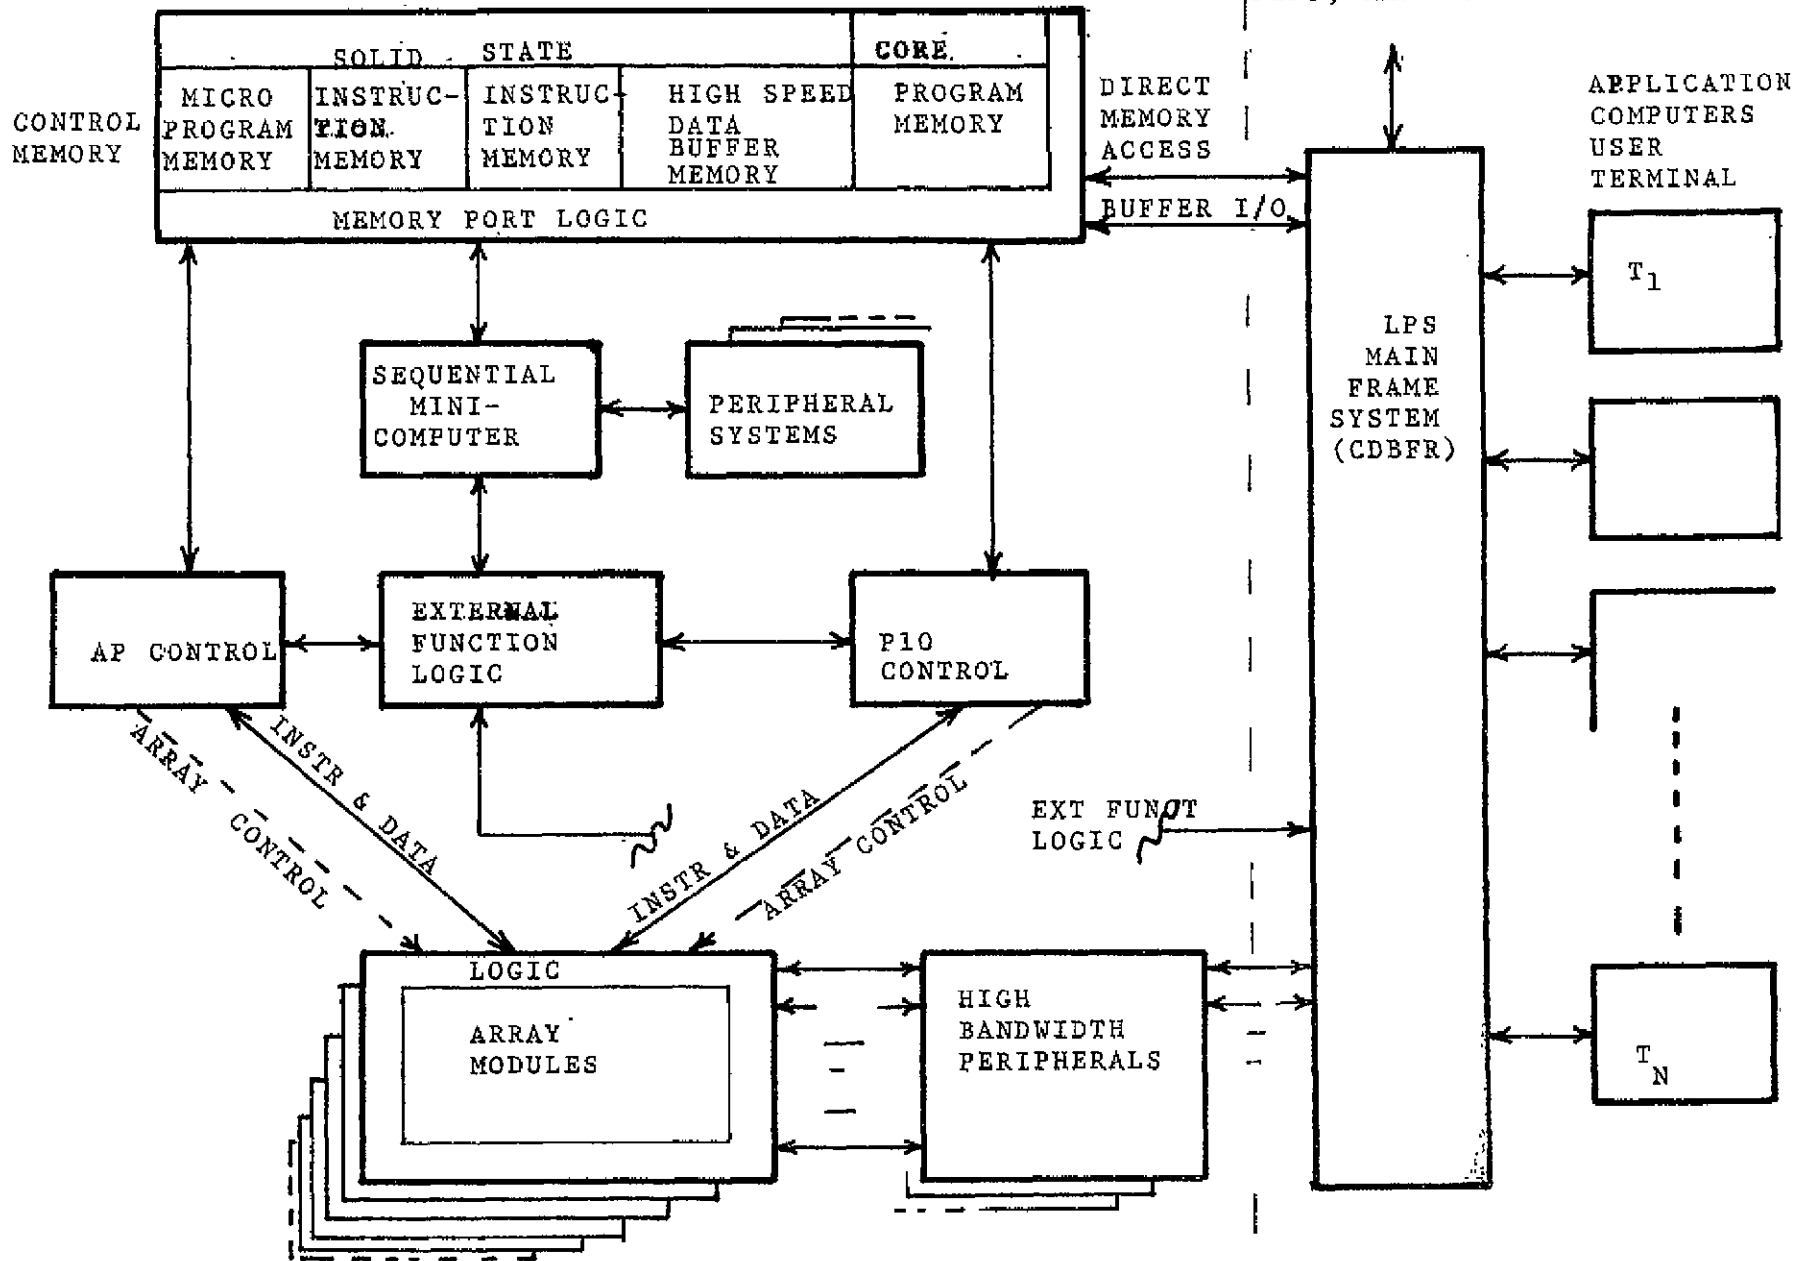 SOLID STATE
CORE
CONTROL
MEMORY
MICRO
PROGRAM
MEMORY
INSTRUC-
TION
MEMORY
INSTRUC-
TION
MEMORY
HIGH SPEED
DATA
BUFFER
MEMORY
PROGRAM
MEMORY
MEMORY PORT LOGIC
DIRECT
MEMORY
ACCESS
BUFFER I/O
APPLICATION
COMPUTERS
USER
TERMINAL
T1
LPS
MAIN
FRAME
SYSTEM
(CDBFR)
SEQUENTIAL
MINI-
COMPUTER
PERIPHERAL
SYSTEMS
AP CONTROL
EXTERNAL
FUNCTION
LOGIC
P10
CONTROL
ARRAY CONTROL
INSTR & DATA
INSTR & DATA
ARRAY CONTROL
EXT FUNCT
LOGIC
LOGIC
ARRAY
MODULES
HIGH
BANDWIDTH
PERIPHERALS
TN